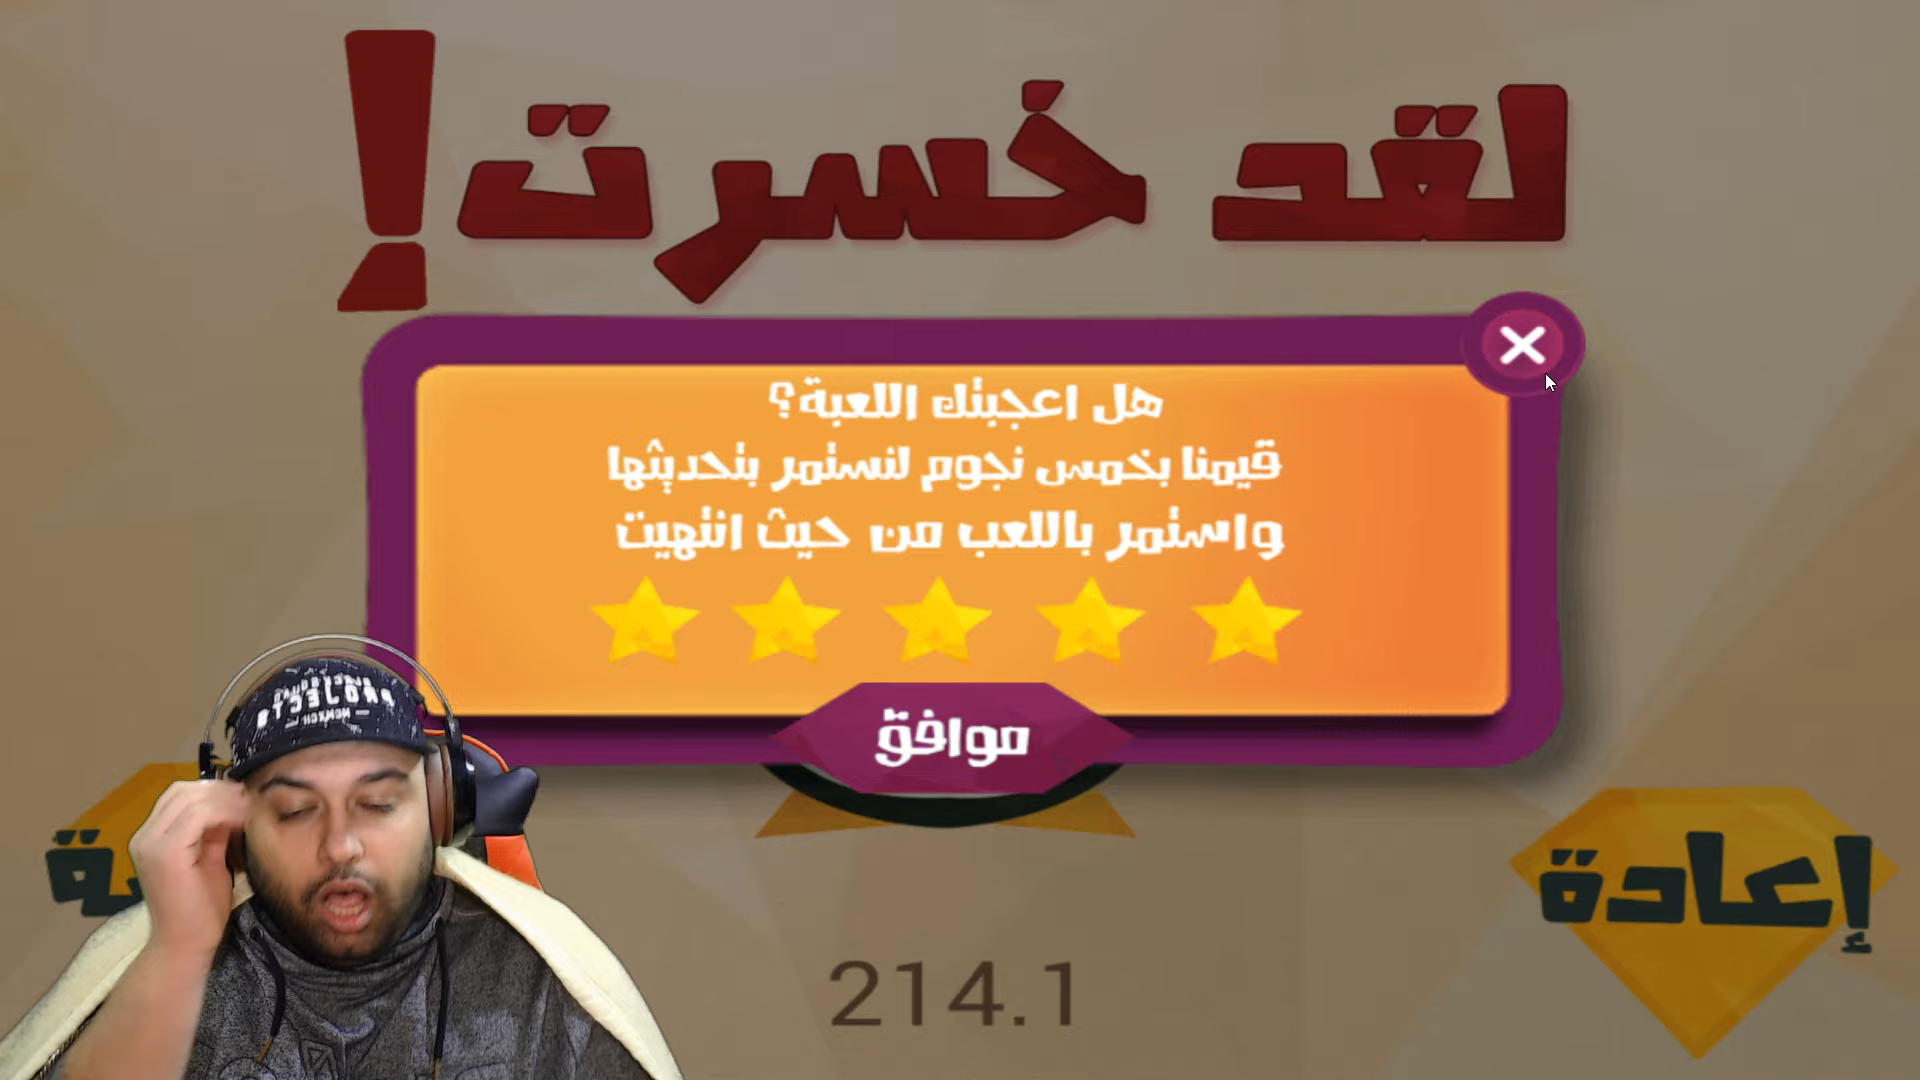 لقد خسرت!
هل اعجبتك اللعبة؟
قيمنا بخمس نجوم لنستمر بتحديثها
واستمر باللعب من حيث انتهيت
موافق
إعادة
214.1